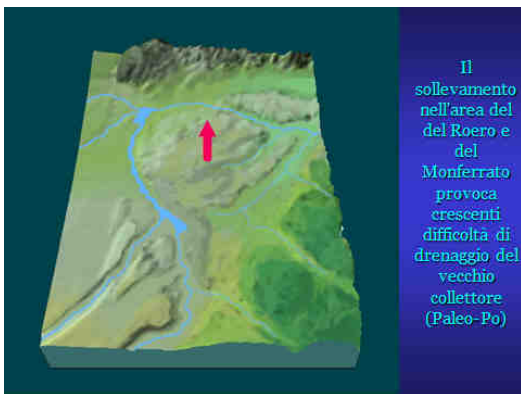 Il
sollevamento
nell'area del
del Roero e
del
Monferrato
provoca
crescenti
difficoltà di
drenaggio del
vecchio
collettore
(Paleo-Po)